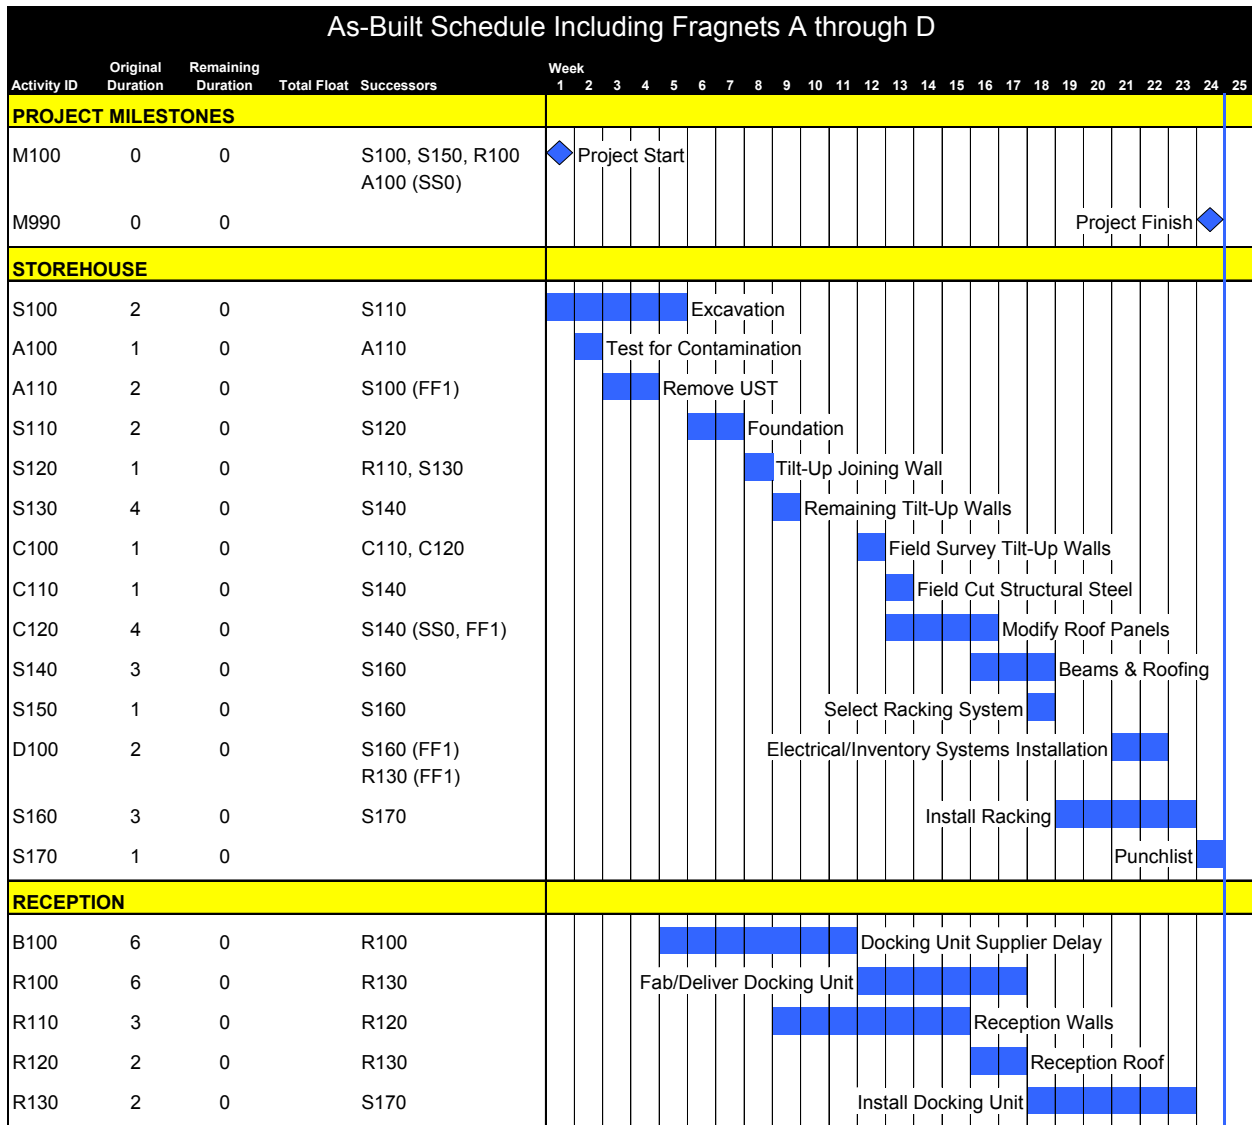 As-Built Schedule Including Fragnets A through D
Original Remaining Week
Activity ID Duration Duration Total Float Successors 1 2 3 4 5 6 7 8 9 10 11 12 13 14 15 16 17 18 19 20 21 22 23 24 25
PROJECT MILESTONES
M100 0 0 S100, S150, R100 Project Start
A100 (SS0)
M990 0 0 Project Finish
STOREHOUSE
S100 2 0 S110 Excavation
A100 1 0 A110 Test for Contamination
A110 2 0 S100 (FF1) Remove UST
S110 2 0 S120 Foundation
S120 1 0 R110, S130 Tilt-Up Joining Wall
S130 4 0 S140 Remaining Tilt-Up Walls
C100 1 0 C110, C120 Field Survey Tilt-Up Walls
C110 1 0 S140 Field Cut Structural Steel
C120 4 0 S140 (SS0, FF1) Modify Roof Panels
S140 3 0 S160 Beams & Roofing
S150 1 0 S160 Select Racking System
D100 2 0 S160 (FF1) Electrical/Inventory Systems Installation
R130 (FF1)
S160 3 0 S170 Install Racking
S170 1 0 Punchlist
RECEPTION
B100 6 0 R100 Docking Unit Supplier Delay
R100 6 0 R130 Fab/Deliver Docking Unit
R110 3 0 R120 Reception Walls
R120 2 0 R130 Reception Roof
R130 2 0 S170 Install Docking Unit